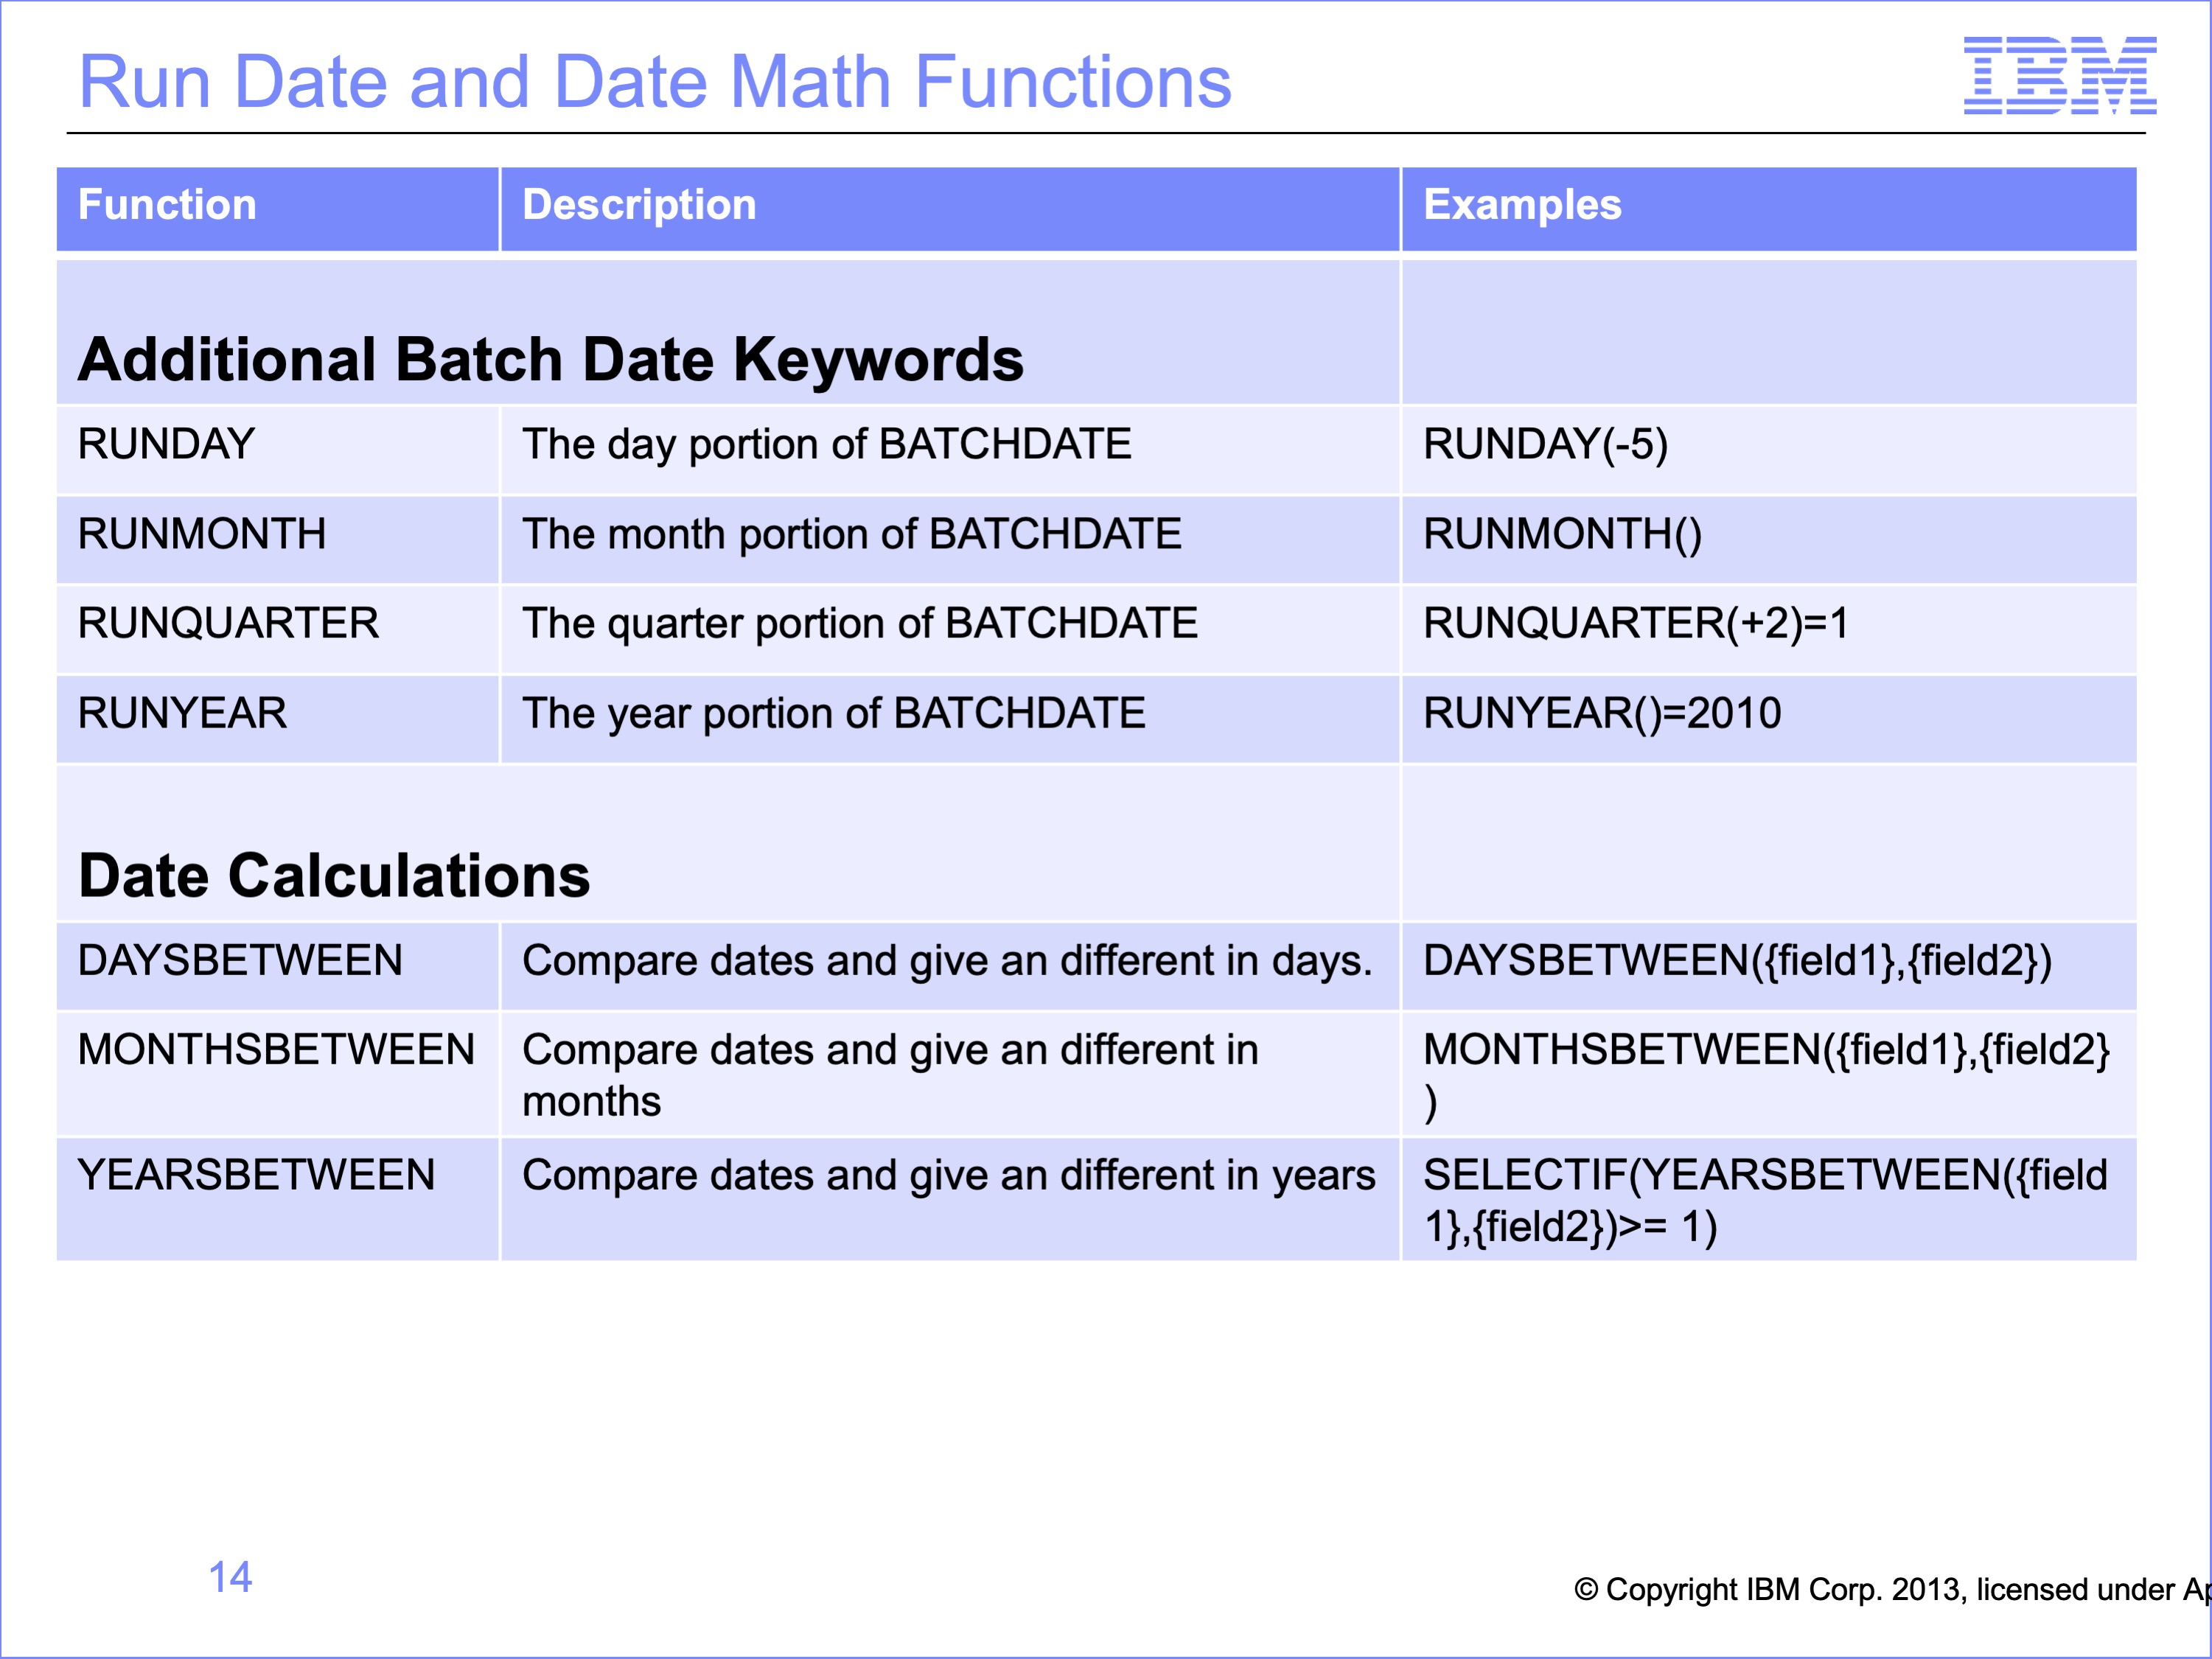 Run Date and Date Math Functions
IBM
Function Description Examples
Additional Batch Date Keywords
RUNDAY The day portion of BATCHDATE RUNDAY(-5)
RUNMONTH The month portion of BATCHDATE RUNMONTH()
RUNQUARTER The quarter portion of BATCHDATE RUNQUARTER(+2)=1
RUNYEAR The year portion of BATCHDATE RUNYEAR()=2010
Date Calculations
DAYSBETWEEN Compare dates and give an different in days. DAYSBETWEEN({field1},{field2})
MONTHSBETWEEN Compare dates and give an different in MONTHSBETWEEN({field1},{field2}
months )
YEARSBETWEEN Compare dates and give an different in years SELECTIF(YEARSBETWEEN({field
1},{field2})>= 1)
14
© Copyright IBM Corp. 2013, licensed under